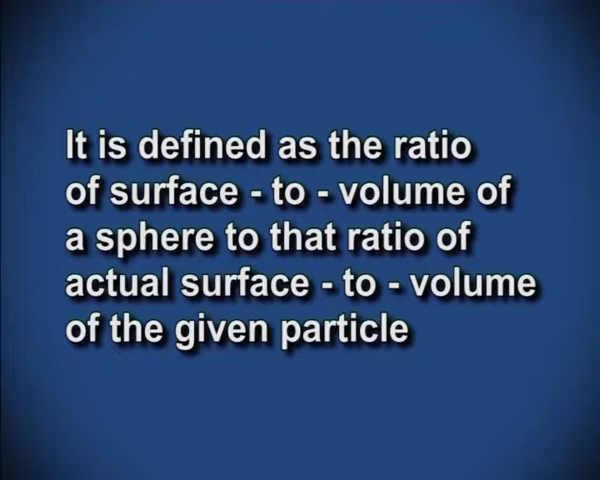 It is defined as the ratio
of surface - to - volume of
a sphere to that ratio of
actual surface - to - volume
of the given particle